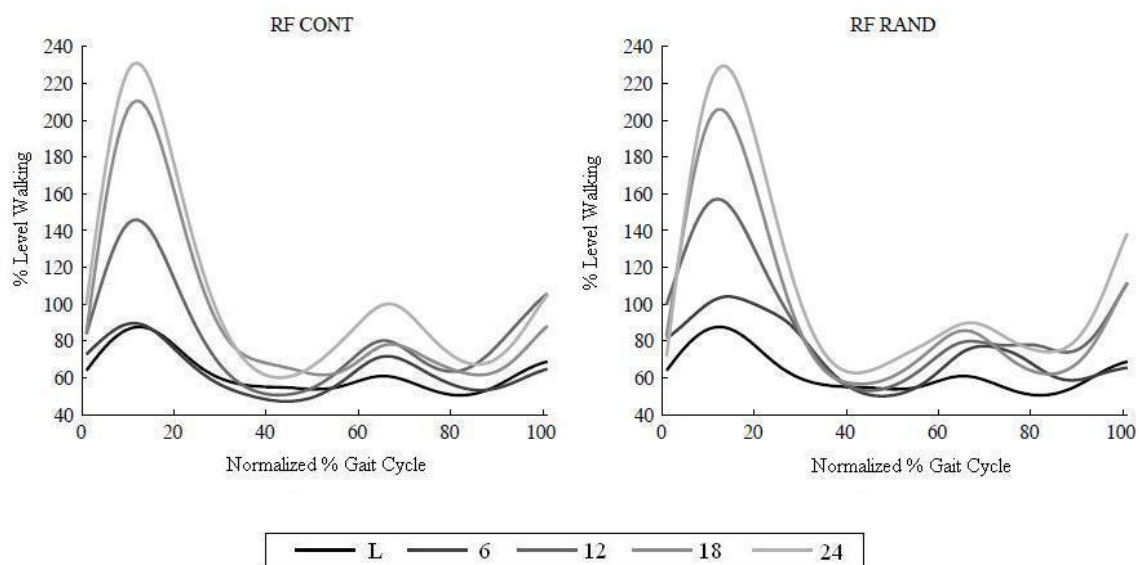 RF CONT
240
220
200
180
160
140
120
100
80
60
40
% Level Walking
0 20 40 60 80 100
Normalized % Gait Cycle
RF RAND
240
220
200
180
160
140
120
100
80
60
40
% Level Walking
0 20 40 60 80 100
Normalized % Gait Cycle
L 6 12 18 24